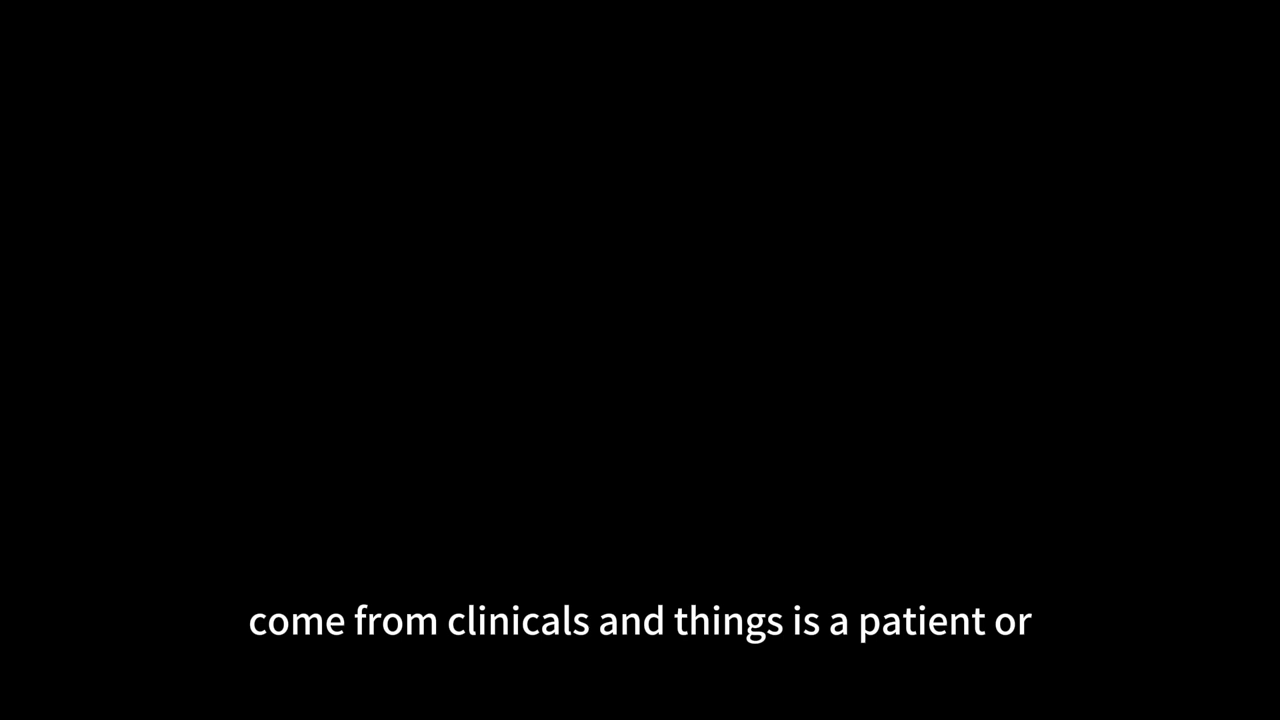 come from clinicals and things is a patient or